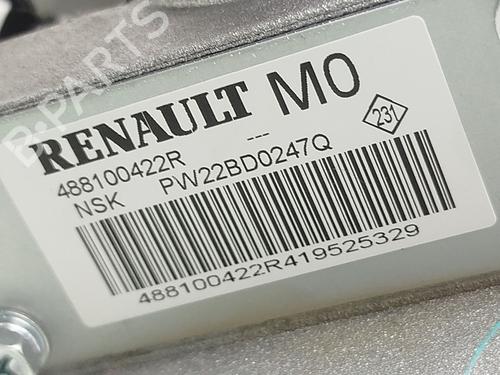 B-PARTS
RENAULT M0
488100422R --- 231
NSK PW22BD0247Q
488100422R419525329